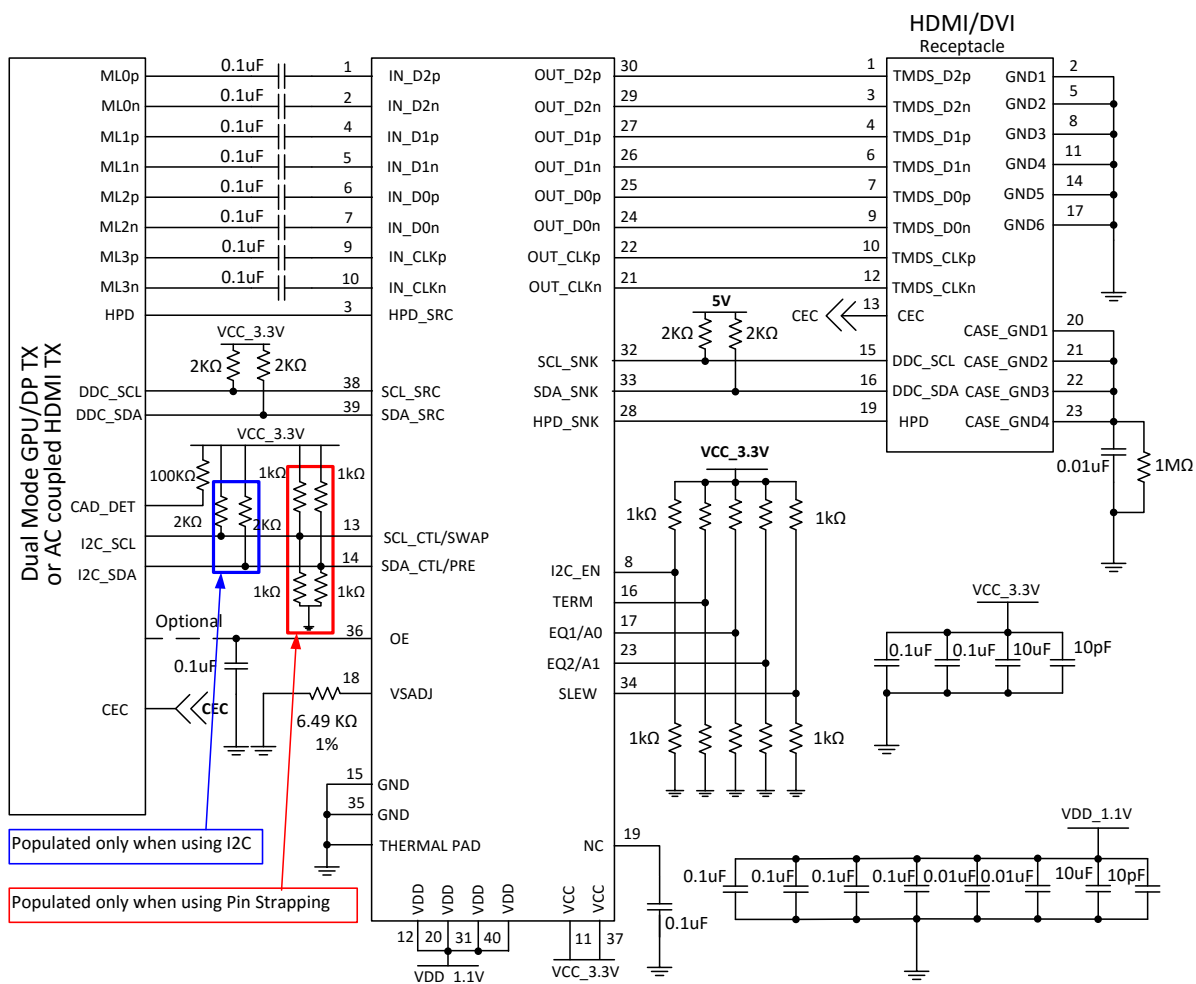 HDMI/DVI
Receptacle
Dual Mode GPU/DP TX
or AC coupled HDMI TX
ML0p
0.1uF
1
IN_D2p
OUT_D2p
30
1
TMDS_D2p
GND1
2
ML0n
0.1uF
2
IN_D2n
OUT_D2n
29
3
TMDS_D2n
GND2
5
ML1p
0.1uF
4
IN_D1p
OUT_D1p
27
4
TMDS_D1p
GND3
8
ML1n
0.1uF
5
IN_D1n
OUT_D1n
26
6
TMDS_D1n
GND4
11
ML2p
0.1uF
6
IN_D0p
OUT_D0p
25
7
TMDS_D0p
GND5
14
ML2n
0.1uF
7
IN_D0n
OUT_D0n
24
9
TMDS_D0n
GND6
17
ML3p
0.1uF
9
IN_CLKp
OUT_CLKp
22
10
TMDS_CLKp
ML3n
0.1uF
10
IN_CLKn
OUT_CLKn
21
12
TMDS_CLKn
HPD
3
HPD_SRC
5V
CEC
13
CEC
VCC_3.3V
2KΩ
2KΩ
2KΩ
2KΩ
CASE_GND1
20
SCL_SNK
32
15
DDC_SCL
CASE_GND2
21
DDC_SCL
38
SCL_SRC
SDA_SNK
33
16
DDC_SDA
CASE_GND3
22
DDC_SDA
39
SDA_SRC
HPD_SNK
28
19
HPD
CASE_GND4
23
VCC_3.3V
VCC_3.3V
0.01uF
1MΩ
100KΩ
1kΩ
1kΩ
CAD_DET
2KΩ
2KΩ
1kΩ
1kΩ
I2C_SCL
13
SCL_CTL/SWAP
I2C_SDA
14
SDA_CTL/PRE
I2C_EN
8
1kΩ
1kΩ
TERM
16
VCC_3.3V
Optional
36
OE
EQ1/A0
17
0.1uF
EQ2/A1
23
0.1uF
0.1uF
10uF
10pF
18
VSADJ
SLEW
34
CEC
CEC
6.49 KΩ
1%
1kΩ
1kΩ
15
GND
35
GND
VDD_1.1V
Populated only when using I2C
THERMAL PAD
NC
19
0.1uF
0.1uF
0.1uF
0.1uF
0.01uF
0.01uF
10uF
10pF
Populated only when using Pin Strapping
VDD
VDD
VDD
VDD
VCC
VCC
0.1uF
12
20
31
40
11
37
VDD_1.1V
VCC_3.3V